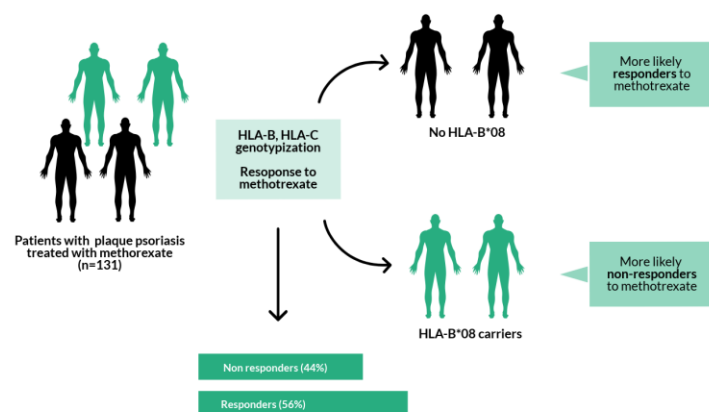 Patients with plaque psoriasis
treated with methorexate
(n=131)
HLA-B, HLA-C
genotypization
Resoponse to
methotrexate
No HLA-B*08
More likely
responders to
methotrexate
HLA-B*08 carriers
More likely
non-responders
to methotrexate
Non responders (44%)
Responders (56%)